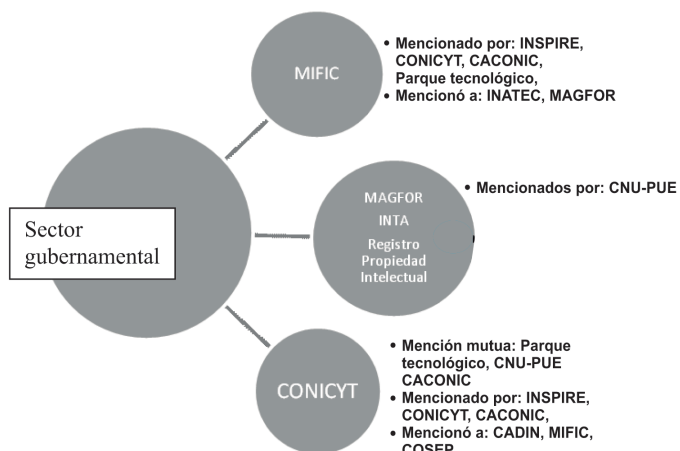 MIFIC
• Mencionado por: INSPIRE,
CONICYT, CACONIC,
Parque tecnológico,
• Mencionó a: INATEC, MAGFOR
Sector
gubernamental
MAGFOR
INTA
Registro
Propiedad
Intelectual
• Mencionados por: CNU-PUE
CONICYT
• Mención mutua: Parque
tecnológico, CNU-PUE
CACONIC
• Mencionado por: INSPIRE,
CONICYT, CACONIC,
• Mencionó a: CADIN, MIFIC,
COSEP